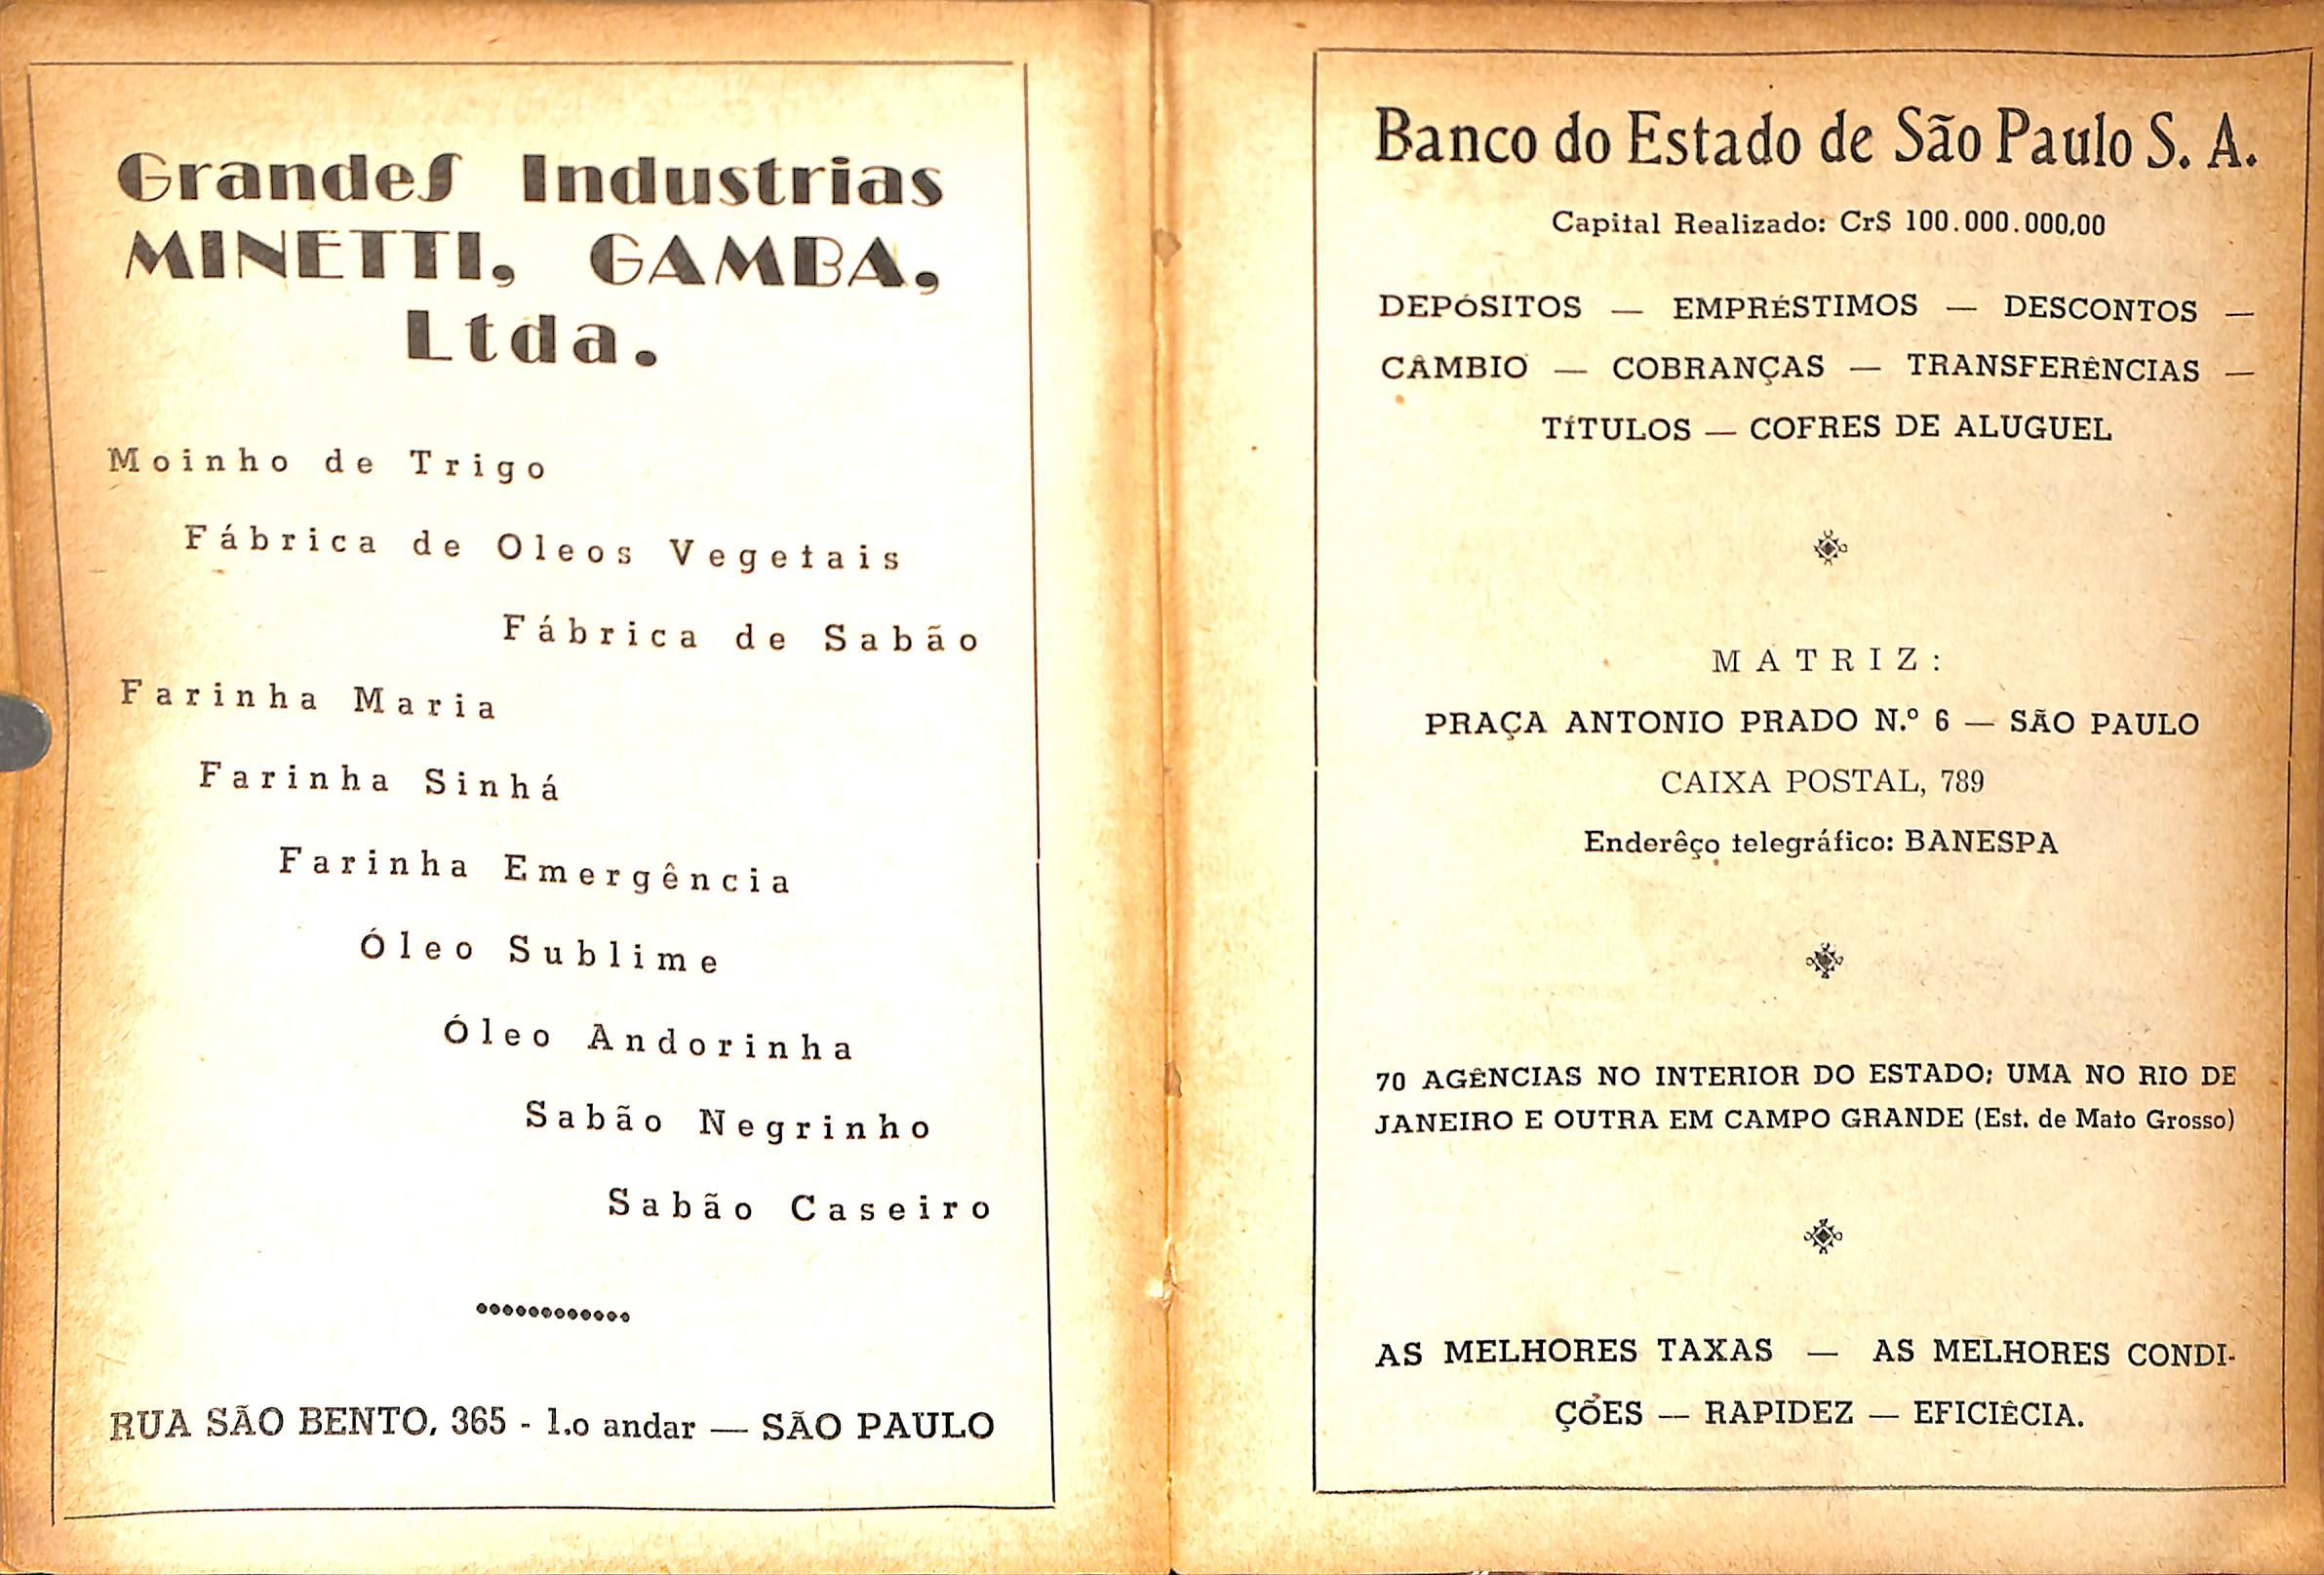 Grandes Industrias
MINETTI, GAMBA,
Ltda.
Moinho de Trigo
Fábrica de Oleos Vegetais
Fábrica de Sabão
Farinha Maria
Farinha Sinhá
Farinha Emergência
Óleo Sublime
Óleo Andorinha
Sabão Negrinho
Sabão Caseiro
RUA SÃO BENTO, 365 - 1.o andar — SÃO PAULO
Banco do Estado de São Paulo S. A.
Capital Realizado: Cr$ 100.000.000,00
DEPÓSITOS — EMPRÉSTIMOS — DESCONTOS —
CÂMBIO — COBRANÇAS — TRANSFERÊNCIAS —
TÍTULOS — COFRES DE ALUGUEL
MATRIZ:
PRAÇA ANTONIO PRADO N.º 6 — SÃO PAULO
CAIXA POSTAL, 789
Enderêço telegráfico: BANESPA
70 AGÊNCIAS NO INTERIOR DO ESTADO; UMA NO RIO DE
JANEIRO E OUTRA EM CAMPO GRANDE (Est. de Mato Grosso)
AS MELHORES TAXAS — AS MELHORES CONDI-
ÇÕES — RAPIDEZ — EFICIÊCIA.